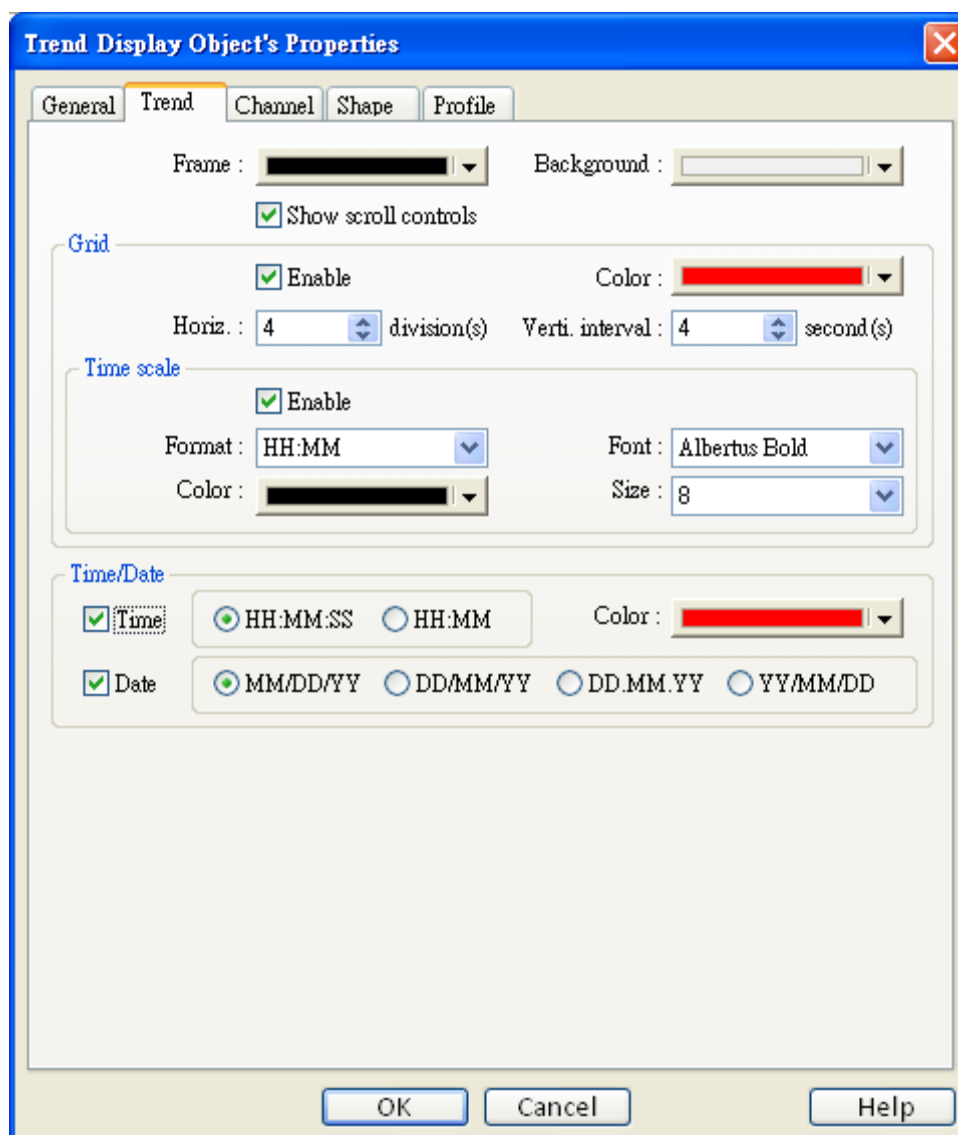 Trend Display Object's Properties
General Trend Channel Shape Profile
Frame : Background :
Show scroll controls
Grid
Enable Color :
Horiz. : 4 division(s) Verti. interval : 4 second(s)
Time scale
Enable
Format : HH:MM Font : Albertus Bold
Color : Size : 8
Time/Date
Time HH:MM:SS HH:MM Color :
Date MM/DD/YY DD/MM/YY DD.MM.YY YY/MM/DD
OK Cancel Help